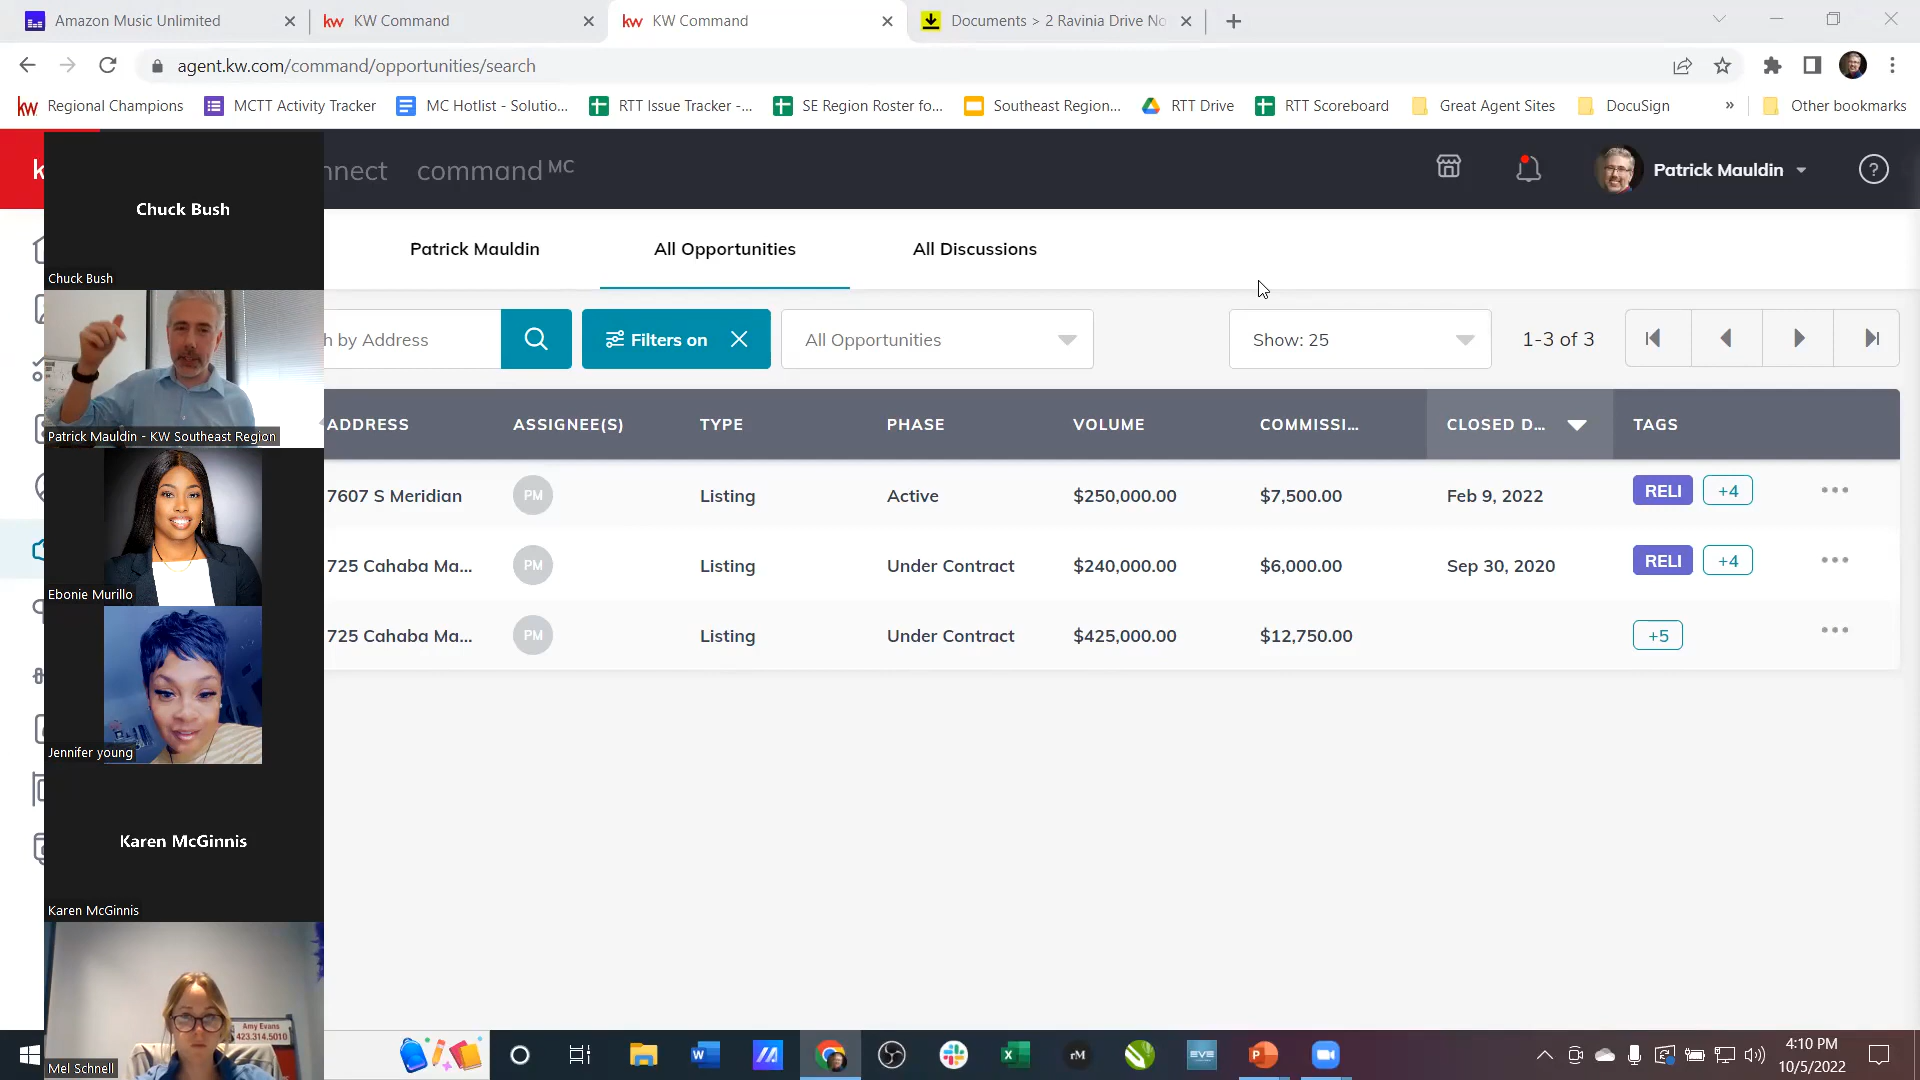 Amazon Music Unlimited
KW Command
KW Command
Documents > 2 Ravinia Drive No
agent.kw.com/command/opportunities/search
Regional Champions
MCTT Activity Tracker
MC Hotlist - Solutio...
RTT Issue Tracker -...
SE Region Roster fo...
Southeast Region...
RTT Drive
RTT Scoreboard
Great Agent Sites
DocuSign
»
Other bookmarks
nnect
command MC
Patrick Mauldin
Patrick Mauldin
All Opportunities
All Discussions
h by Address
Filters on
All Opportunities
Show: 25
1-3 of 3
ADDRESS
ASSIGNEE(S)
TYPE
PHASE
VOLUME
COMMISSI...
CLOSED D...
TAGS
7607 S Meridian
PM
Listing
Active
$250,000.00
$7,500.00
Feb 9, 2022
RELI
+4
725 Cahaba Ma...
PM
Listing
Under Contract
$240,000.00
$6,000.00
Sep 30, 2020
RELI
+4
725 Cahaba Ma...
PM
Listing
Under Contract
$425,000.00
$12,750.00
+5
Chuck Bush
Chuck Bush
Patrick Mauldin - KW Southeast Region
Ebonie Murillo
Jennifer young
Karen McGinnis
Karen McGinnis
Amy Evans
423.314.5010
Mel Schnell
rM
EVE
4:10 PM
10/5/2022